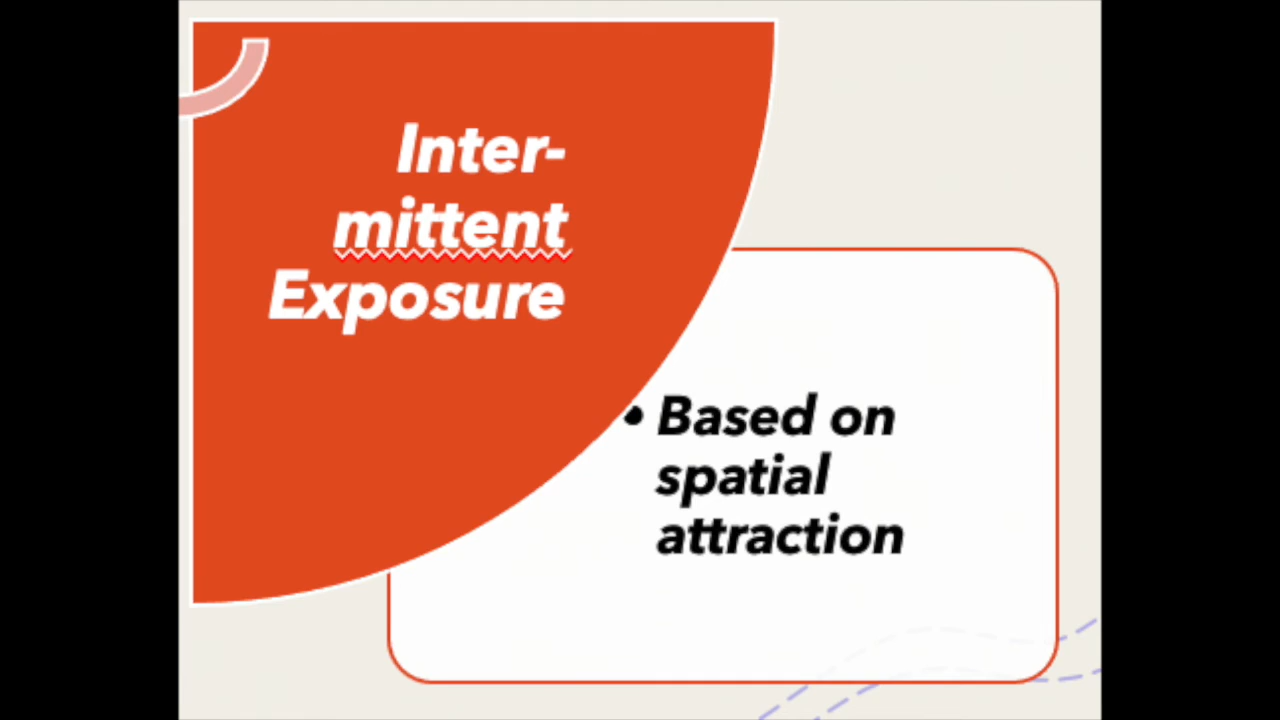 Inter-
mittent
Exposure
• Based on
spatial
attraction